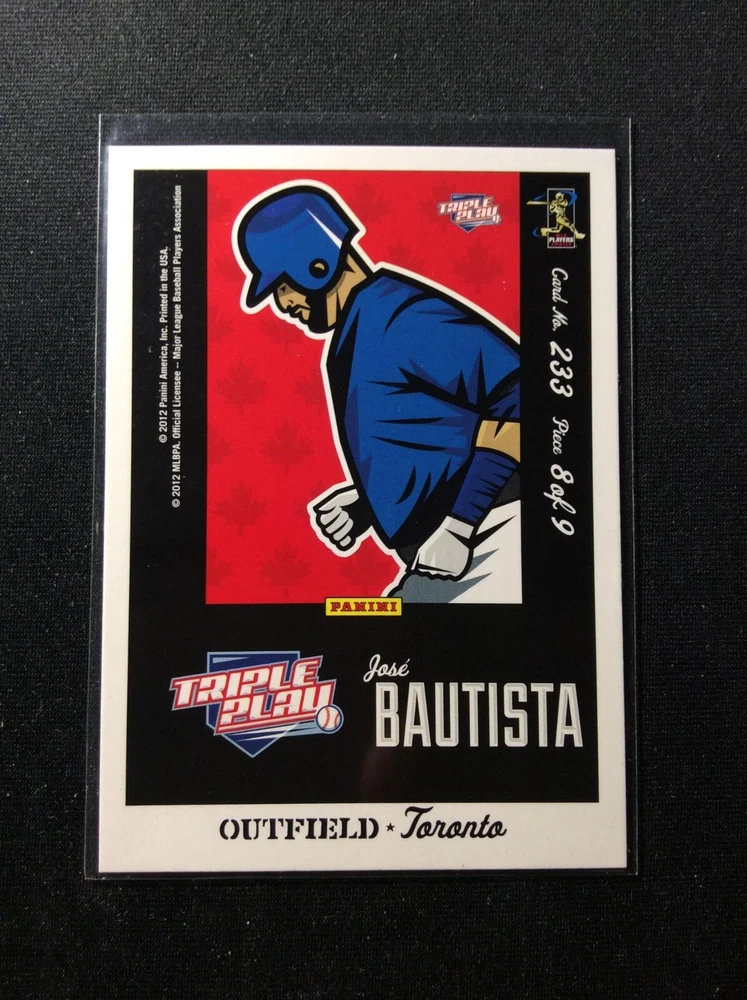 TRIPLE
PLAY
PLAYERS
Card No. 233 Piece 8 of 9
© 2012 Panini America, Inc. Printed in the USA.
© 2012 MLBPA. Official Licensee -- Major League Baseball Players Association
PANINI
TRIPLE
PLAY
José
BAUTISTA
OUTFIELD ★ Toronto